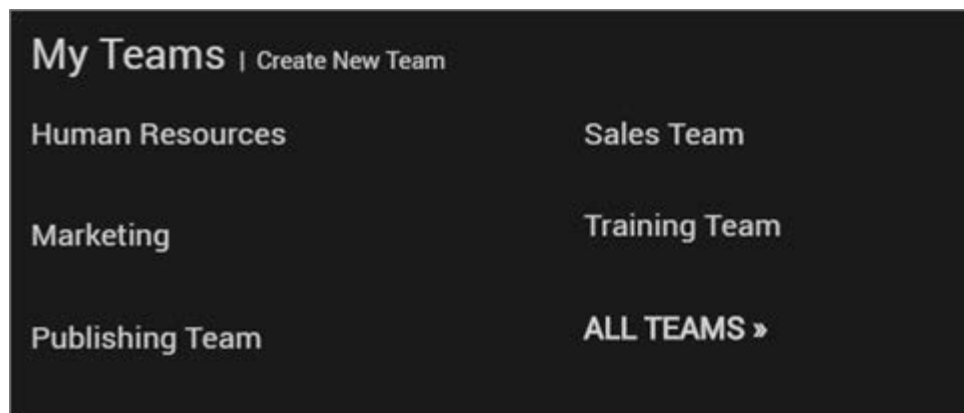 My Teams | Create New Team
Human Resources
Marketing
Publishing Team
Sales Team
Training Team
ALL TEAMS »